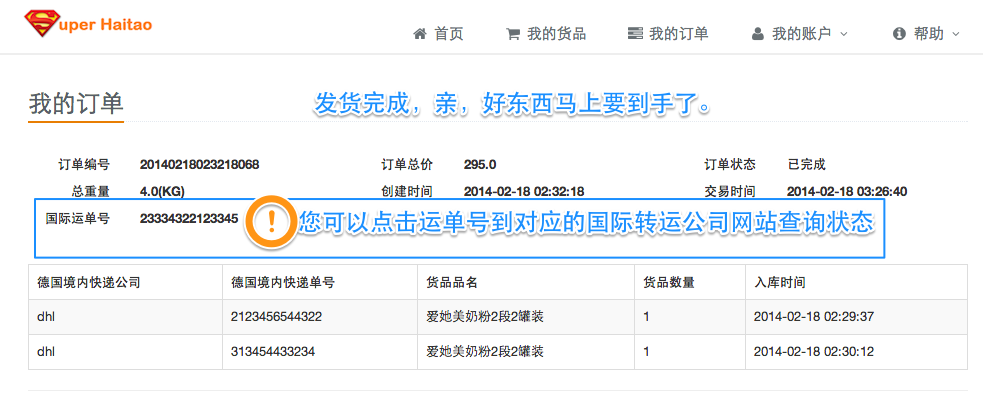 Super Haitao
首页 我的货品 我的订单 我的账户 帮助
我的订单
发货完成，亲，好东西马上要到手了。
订单编号 20140218023218068 订单总价 295.0 订单状态 已完成
总重量 4.0(KG) 创建时间 2014-02-18 02:32:18 交易时间 2014-02-18 03:26:40
国际运单号 23334322123345 ! 您可以点击运单号到对应的国际转运公司网站查询状态
德国境内快递公司 德国境内快递单号 货品品名 货品数量 入库时间
dhl 2123456544322 爱她美奶粉2段2罐装 1 2014-02-18 02:29:37
dhl 313454433234 爱她美奶粉2段2罐装 1 2014-02-18 02:30:12